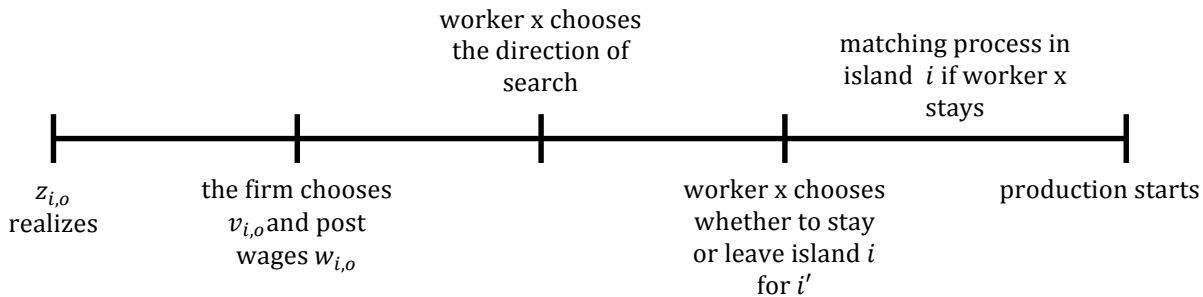 worker x chooses
the direction of
search
matching process in
island i if worker x
stays
z_{i,o}
realizes
the firm chooses
v_{i,o} and post
wages w_{i,o}
worker x chooses
whether to stay
or leave island i
for i′
production starts